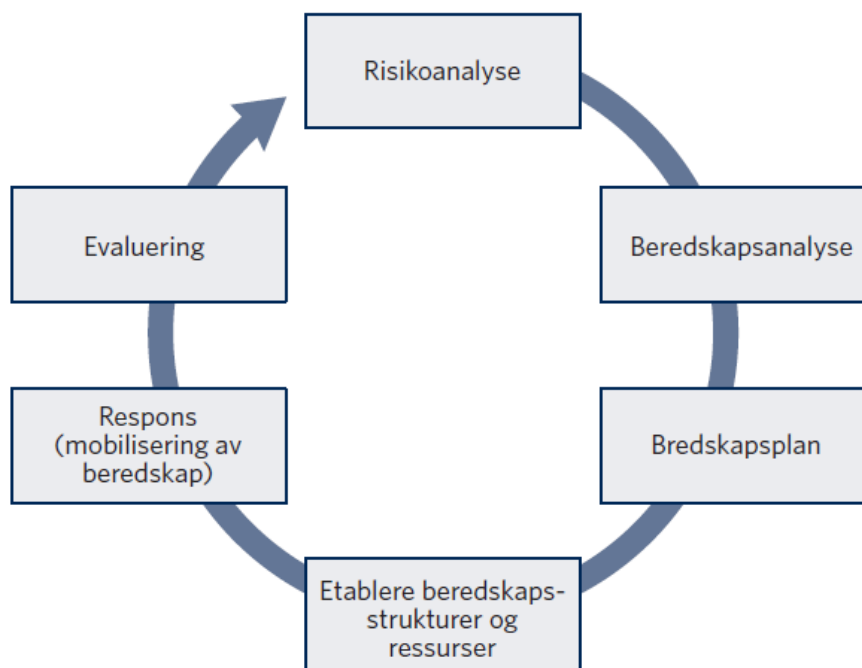 Risikoanalyse
Beredskapsanalyse
Bredskapsplan
Etablere beredskaps-
strukturer og
ressurser
Respons
(mobilisering av
beredskap)
Evaluering